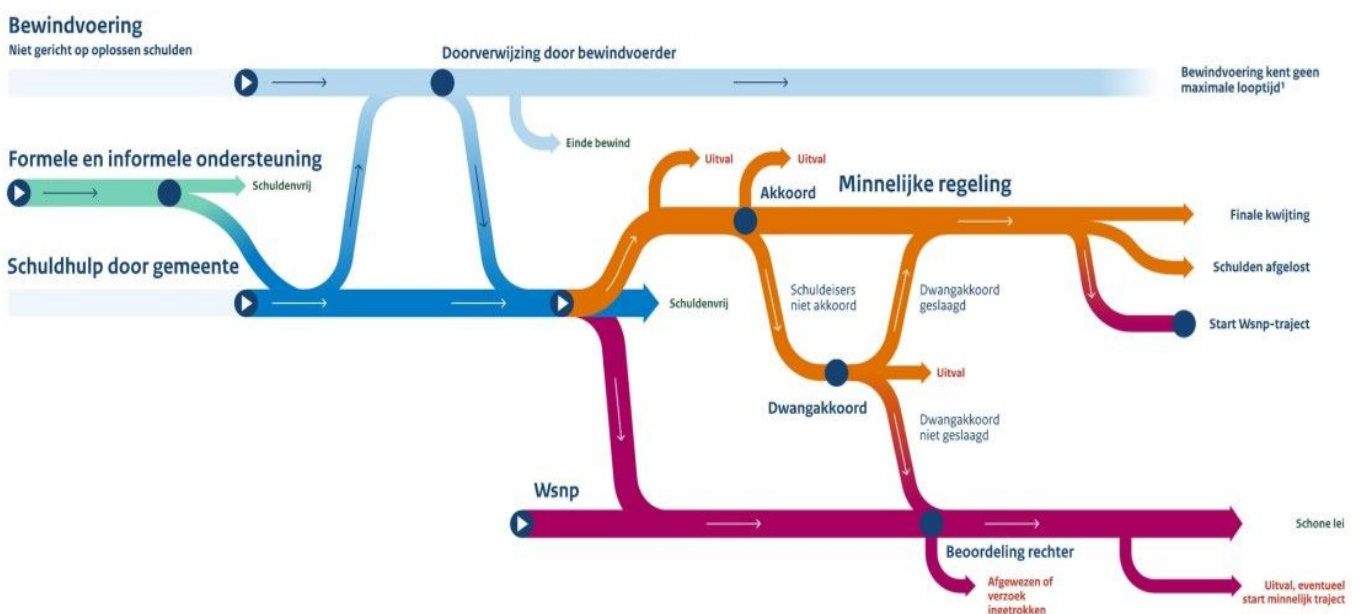 Bewindvoering
Niet gericht op oplossen schulden
Doorverwijzing door bewindvoerder
Bewindvoering kent geen
maximale looptijd¹
Einde bewind
Formele en informele ondersteuning
Schuldenvrij
Uitval
Uitval
Akkoord
Minnelijke regeling
Finale kwijting
Schuldhulp door gemeente
Schulden afgelost
Schuldeisers
niet akkoord
Dwangakkoord
geslaagd
Schuldenvrij
Start Wsnp-traject
Uitval
Dwangakkoord
Dwangakkoord
niet geslaagd
Wsnp
Schone lei
Beoordeling rechter
Afgewezen of
verzoek
ingetrokken
Uitval, eventueel
start minnelijk traject